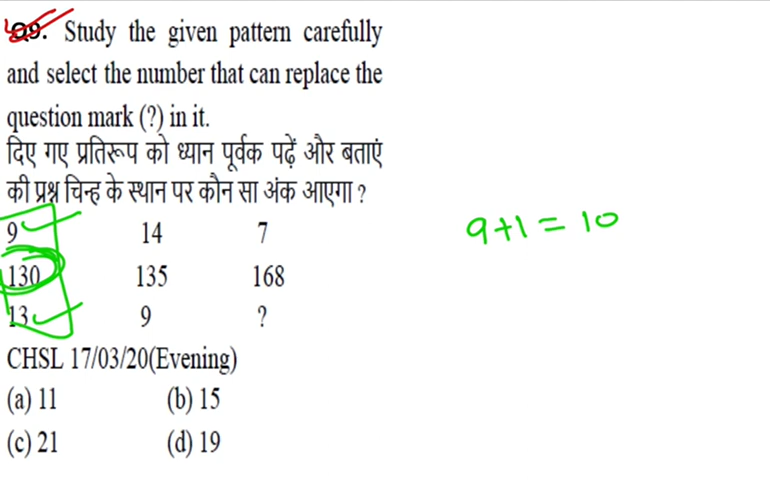 Q9. Study the given pattern carefully
and select the number that can replace the
question mark (?) in it.
दिए गए प्रतिरूप को ध्यान पूर्वक पढ़ें और बताएं
की प्रश्न चिन्ह के स्थान पर कौन सा अंक आएगा ?
9 14 7
9+1=10
130 135 168
13 9 ?
CHSL 17/03/20(Evening)
(a) 11 (b) 15
(c) 21 (d) 19